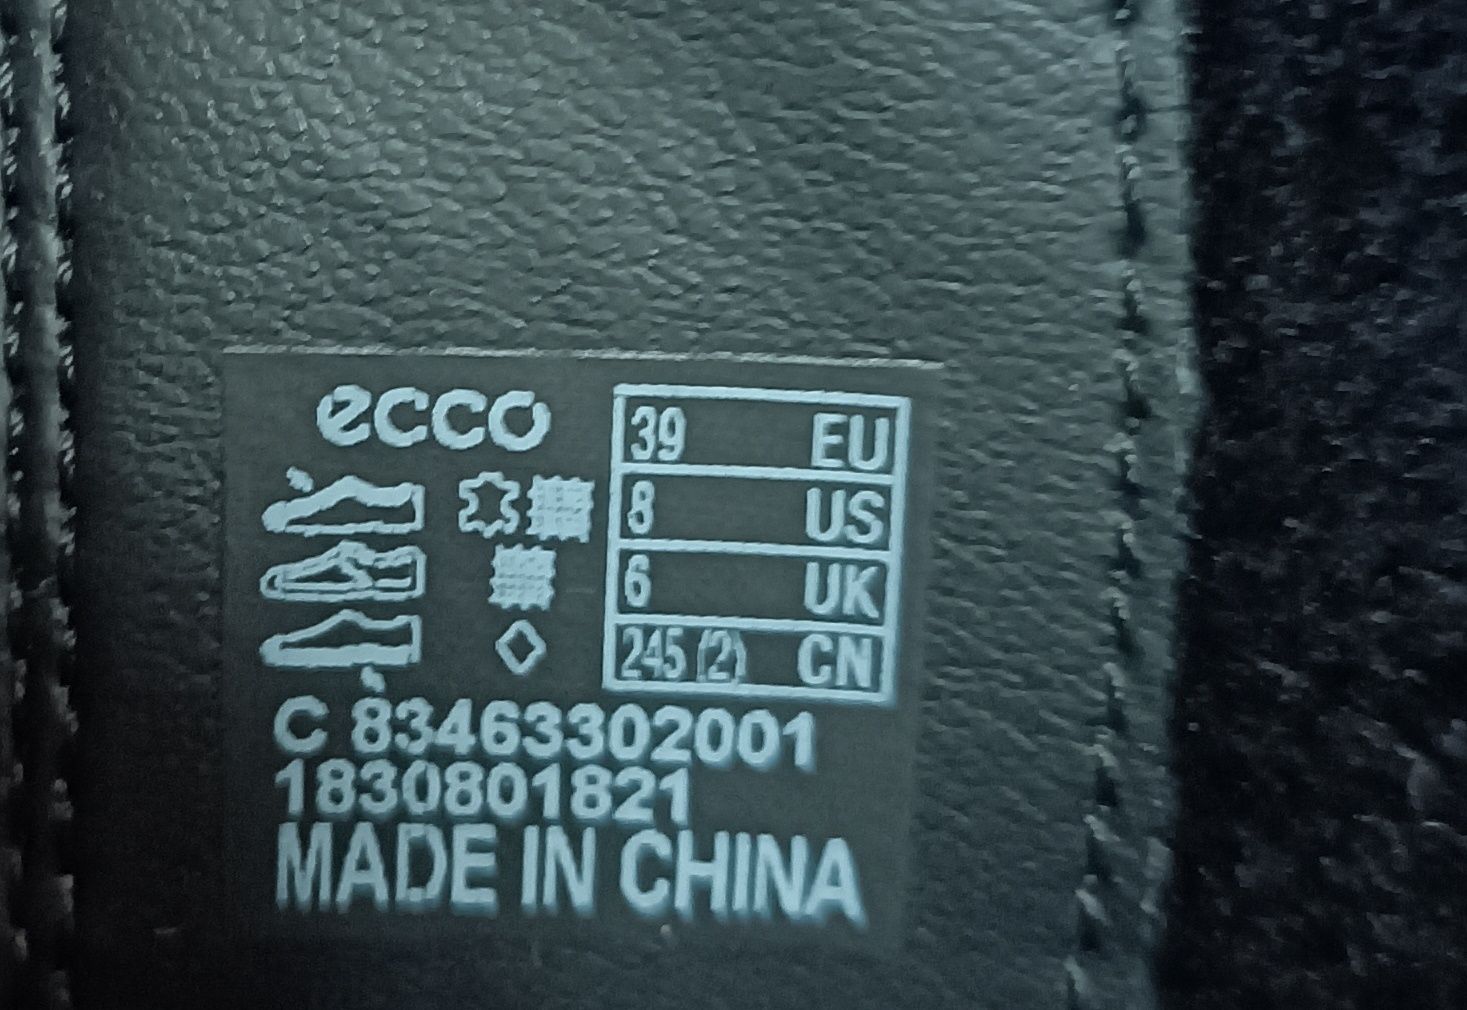 ecco
39 EU
8 US
6 UK
245 (2) CN
C 83463302001
1830801821
MADE IN CHINA